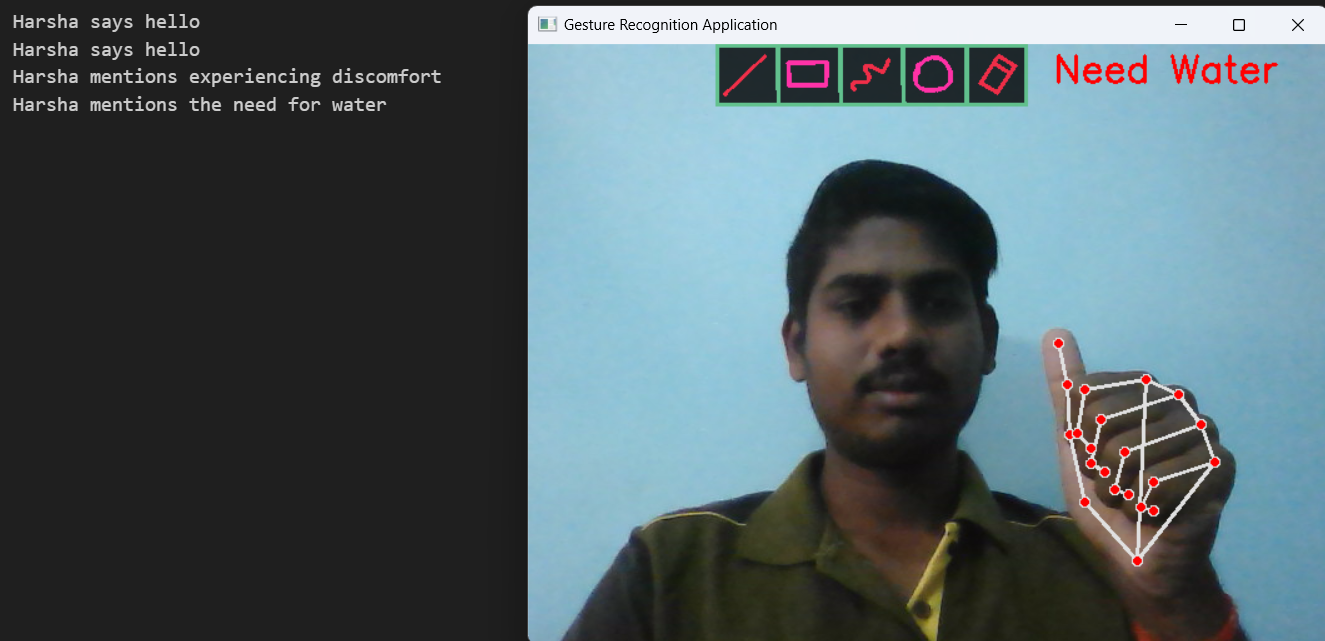 Harsha says hello
Harsha says hello
Harsha mentions experiencing discomfort
Harsha mentions the need for water
Gesture Recognition Application
Need Water